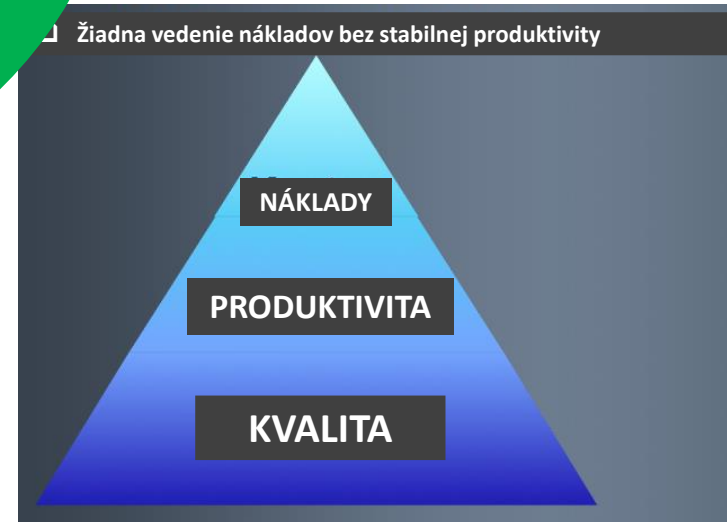 Žiadna vedenie nákladov bez stabilnej produktivity
NÁKLADY
PRODUKTIVITA
KVALITA